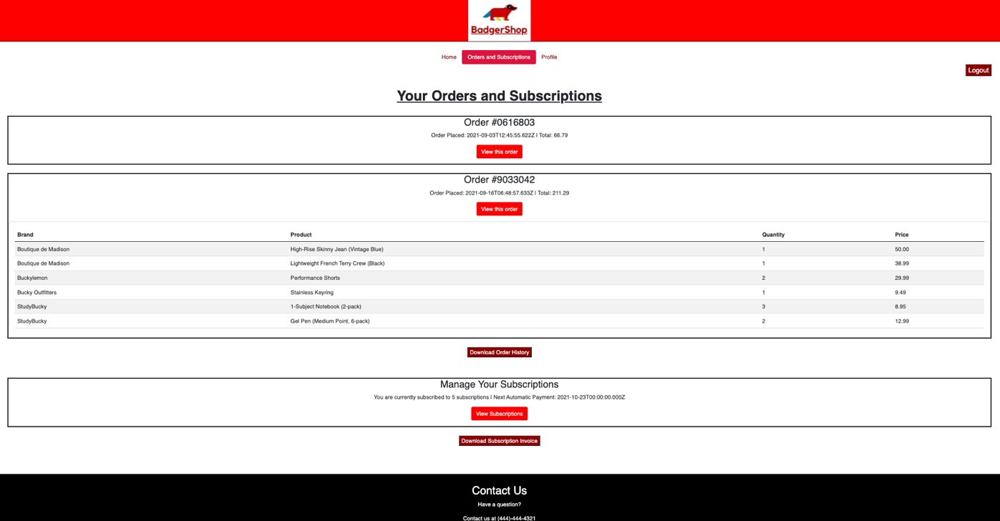 BadgerShop
Home Orders and Subscriptions Profile
Logout
Your Orders and Subscriptions
Order #0616803
Order Placed: 2021-09-03T12:45:55.622Z | Total: 66.79
View this order
Order #9033042
Order Placed: 2021-09-16T06:48:57.633Z | Total: 211.29
View this order
Brand Product Quantity Price
Boutique de Madison High-Rise Skinny Jean (Vintage Blue) 1 50.00
Boutique de Madison Lightweight French Terry Crew (Black) 1 38.99
Buckylemon Performance Shorts 2 29.99
Bucky Outfitters Stainless Keyring 1 9.49
StudyBucky 1-Subject Notebook (2-pack) 3 8.95
StudyBucky Gel Pen (Medium Point, 6-pack) 2 12.99
Download Order History
Manage Your Subscriptions
You are currently subscribed to 5 subscriptions | Next Automatic Payment: 2021-10-23T00:00:00.000Z
View Subscriptions
Download Subscription Invoice
Contact Us
Have a question?
Contact us at (444)-444-4321